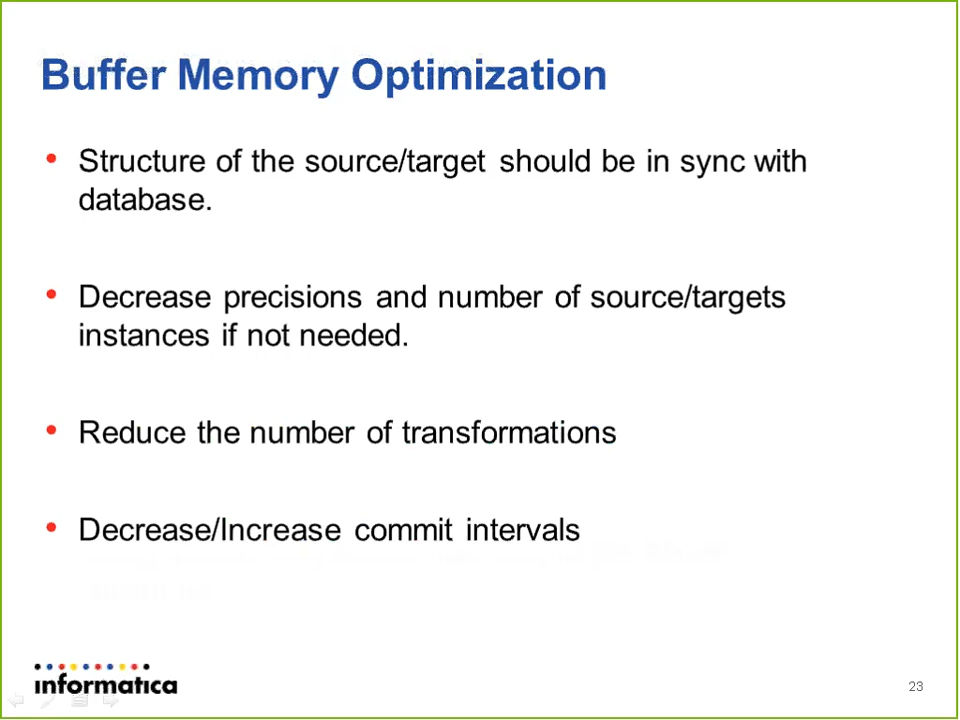 Buffer Memory Optimization
• Structure of the source/target should be in sync with
database.
• Decrease precisions and number of source/targets
instances if not needed.
• Reduce the number of transformations
• Decrease/Increase commit intervals
informatica
23